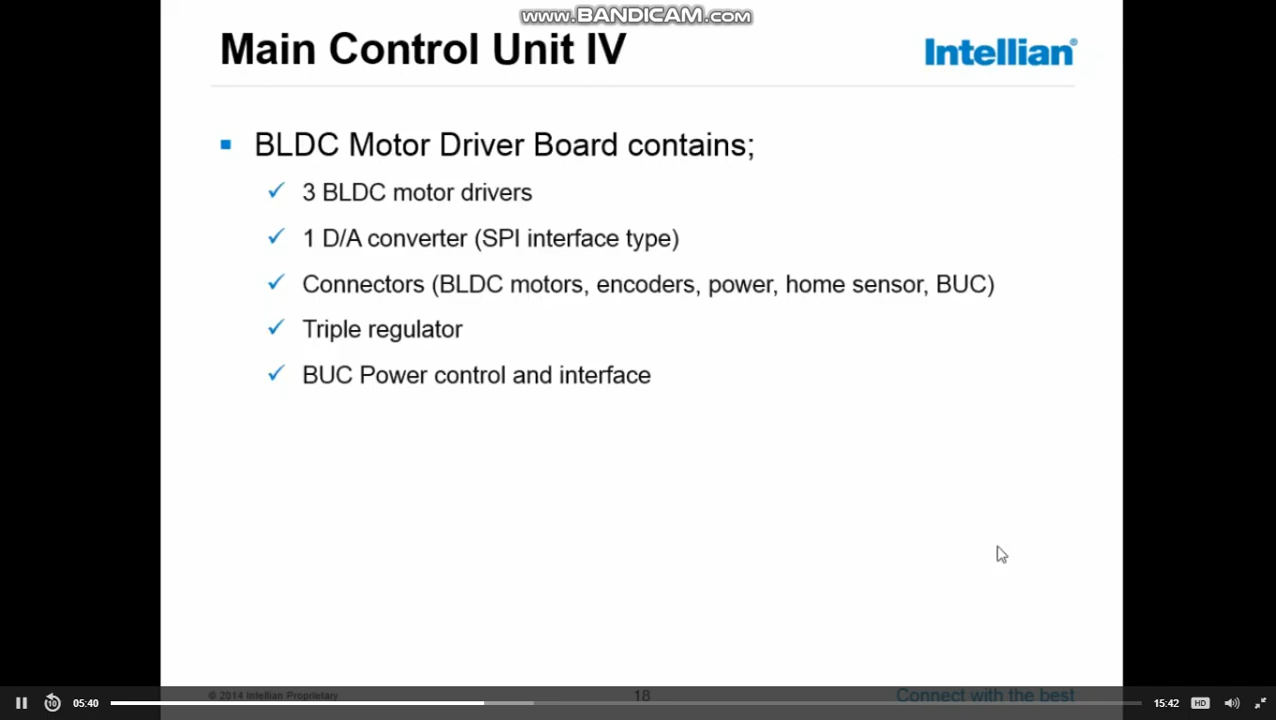 www.BANDICAM.com
Main Control Unit IV
Intellian®
BLDC Motor Driver Board contains;
3 BLDC motor drivers
1 D/A converter (SPI interface type)
Connectors (BLDC motors, encoders, power, home sensor, BUC)
Triple regulator
BUC Power control and interface
© 2014 Intellian Proprietary
18
Connect with the best
10
05:40
15:42
HD